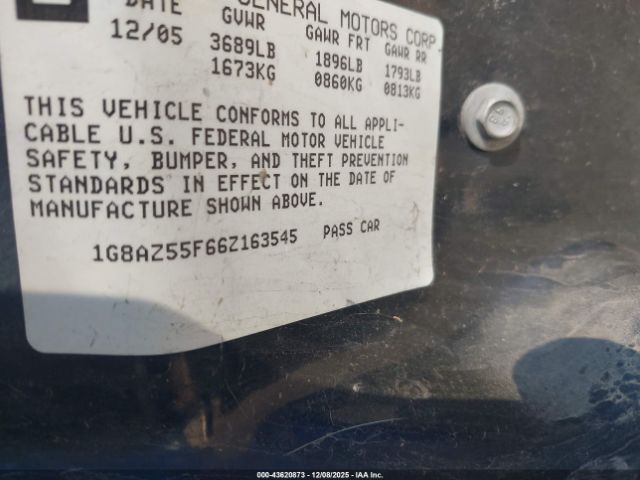 DATE GVWR GENERAL MOTORS CORP
12/05 3689LB GAWR FRT GAWR RR
1673KG 1896LB 1793LB
0860KG 0813KG
THIS VEHICLE CONFORMS TO ALL APPLI-
CABLE U.S. FEDERAL MOTOR VEHICLE
SAFETY, BUMPER, AND THEFT PREVENTION
STANDARDS IN EFFECT ON THE DATE OF
MANUFACTURE SHOWN ABOVE.
1G8AZ55F66Z163545 PASS CAR
000-43620873 | 12/08/2025 | IAA Inc.